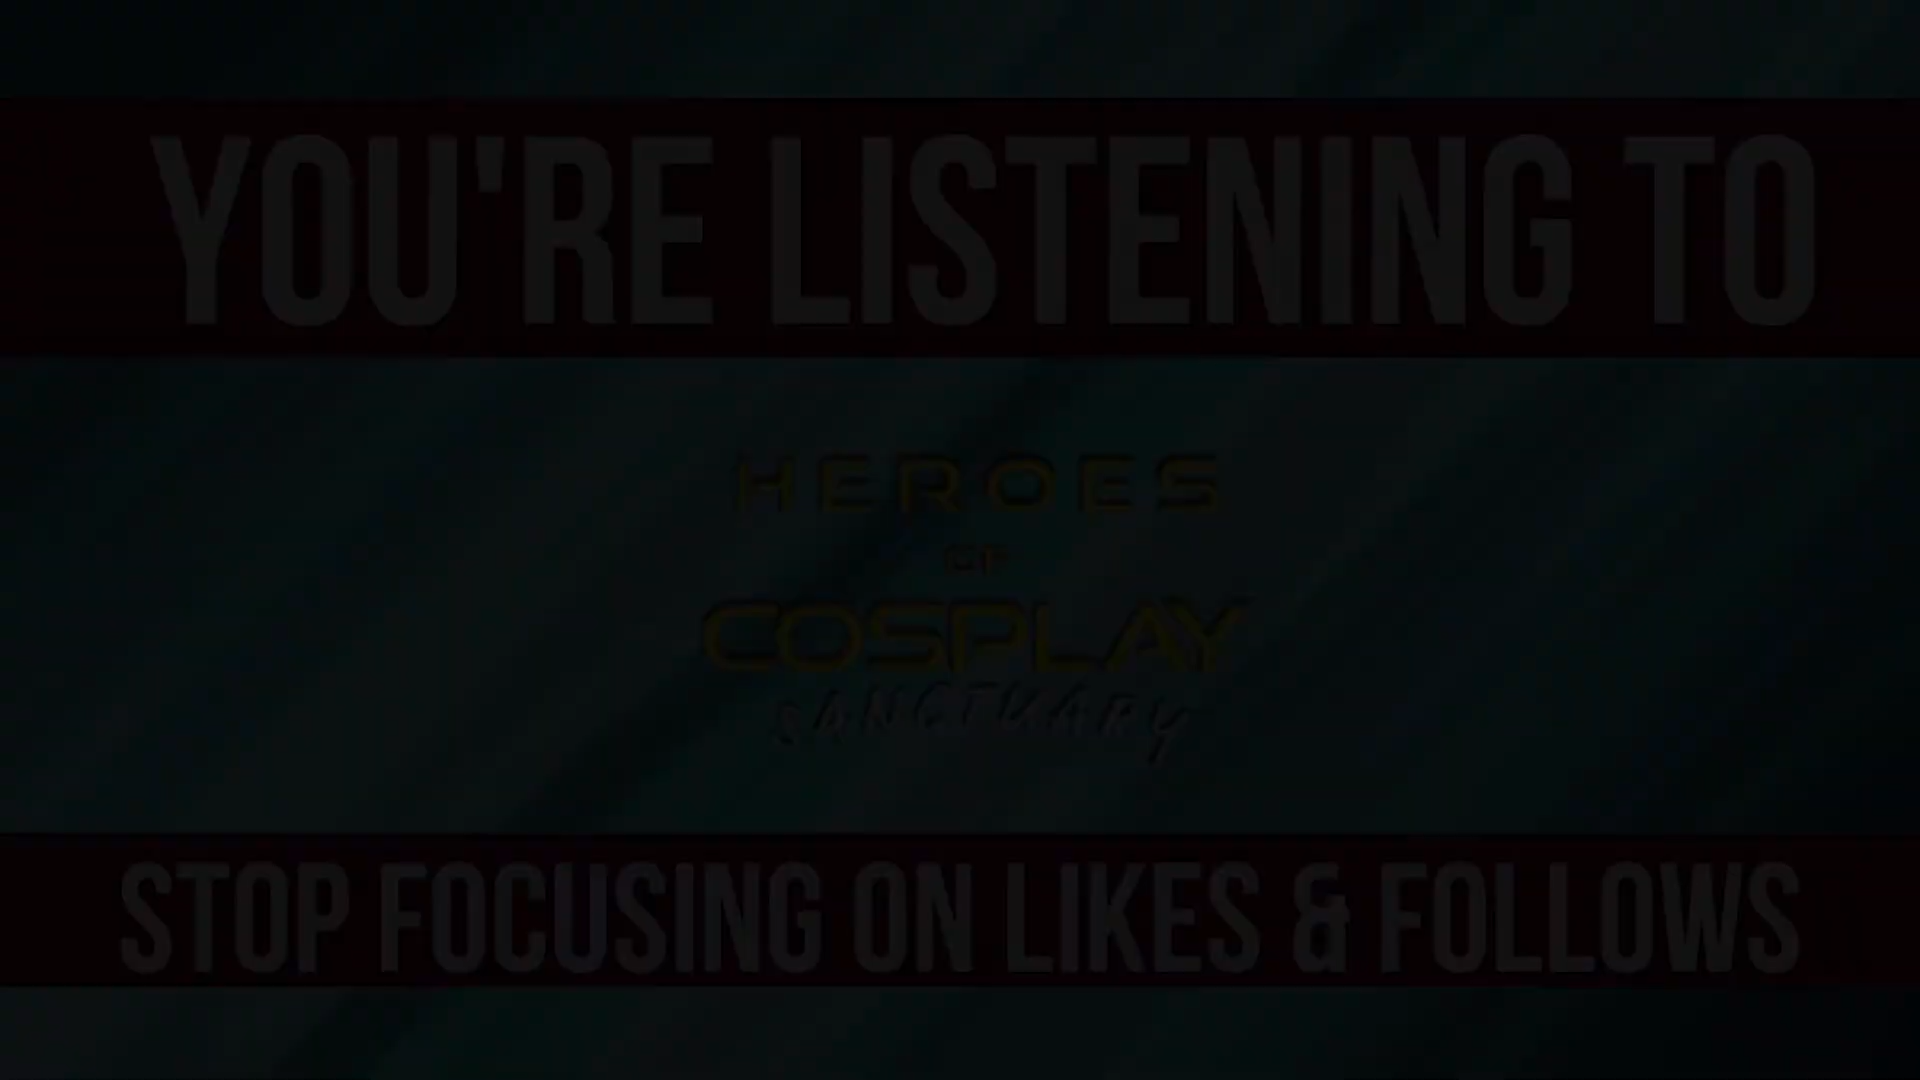 YOU'RE LISTENING TO
HEROES
OF
COSPLAY
SANCTUARY
STOP FOCUSING ON LIKES & FOLLOWS